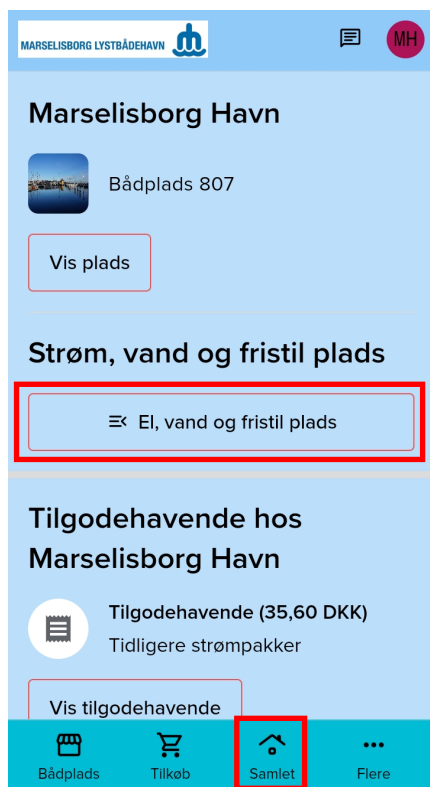 MARSELISBORG LYSTBÅDEHAVN
MH
Marselisborg Havn
Bådplads 807
Vis plads
Strøm, vand og fristil plads
El, vand og fristil plads
Tilgodehavende hos
Marselisborg Havn
Tilgodehavende (35,60 DKK)
Tidligere strømpakker
Vis tilgodehavende
Bådplads Tilkøb Samlet Flere